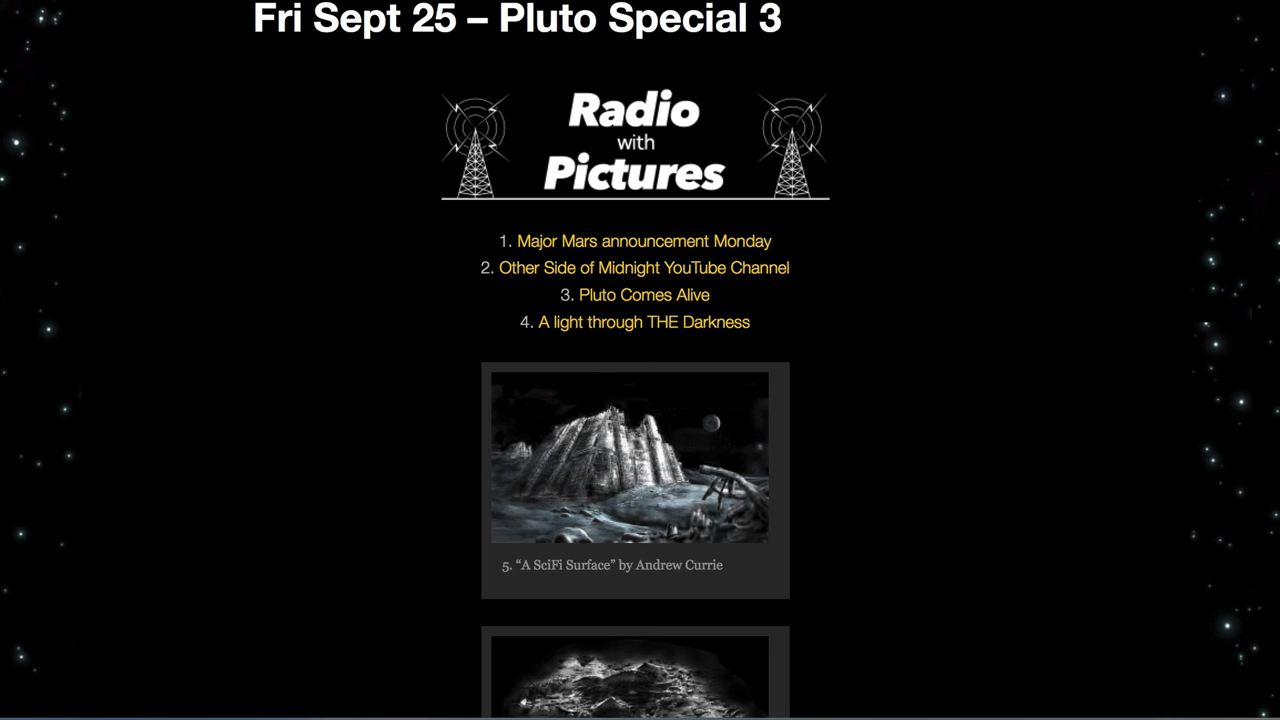 Fri Sept 25 – Pluto Special 3
Radio
with
Pictures
1. Major Mars announcement Monday
2. Other Side of Midnight YouTube Channel
3. Pluto Comes Alive
4. A light through THE Darkness
5. “A SciFi Surface” by Andrew Currie